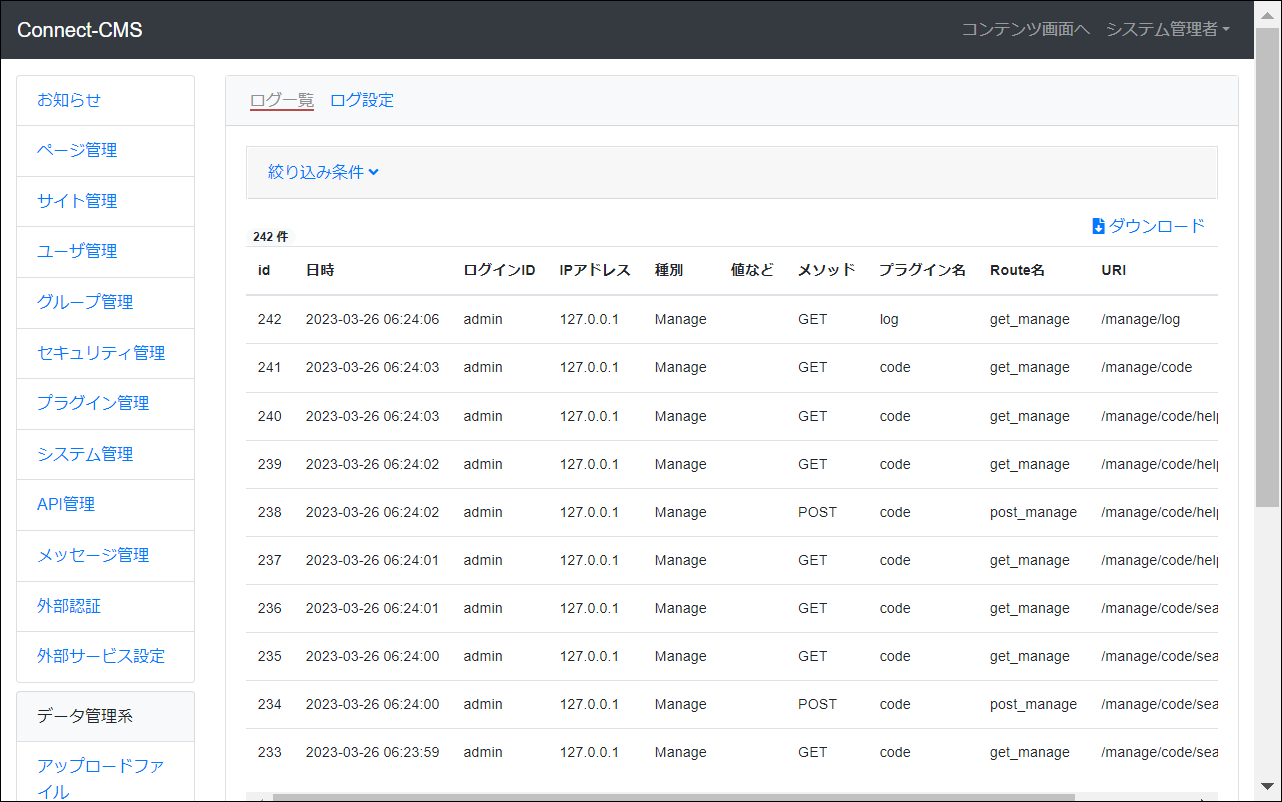 Connect-CMS コンテンツ画面へ システム管理者
お知らせ
ページ管理
サイト管理
ユーザ管理
グループ管理
セキュリティ管理
プラグイン管理
システム管理
API管理
メッセージ管理
外部認証
外部サービス設定
データ管理系
アップロードファ
イル
ログ一覧 ログ設定
絞り込み条件
ダウンロード
242 件
id 日時 ログインID IPアドレス 種別 値など メソッド プラグイン名 Route名 URI
242 2023-03-26 06:24:06 admin 127.0.0.1 Manage GET log get_manage /manage/log
241 2023-03-26 06:24:03 admin 127.0.0.1 Manage GET code get_manage /manage/code
240 2023-03-26 06:24:03 admin 127.0.0.1 Manage GET code get_manage /manage/code/help
239 2023-03-26 06:24:02 admin 127.0.0.1 Manage GET code get_manage /manage/code/help
238 2023-03-26 06:24:02 admin 127.0.0.1 Manage POST code post_manage /manage/code/help
237 2023-03-26 06:24:01 admin 127.0.0.1 Manage GET code get_manage /manage/code/help
236 2023-03-26 06:24:01 admin 127.0.0.1 Manage GET code get_manage /manage/code/sea
235 2023-03-26 06:24:00 admin 127.0.0.1 Manage GET code get_manage /manage/code/sea
234 2023-03-26 06:24:00 admin 127.0.0.1 Manage POST code post_manage /manage/code/sea
233 2023-03-26 06:23:59 admin 127.0.0.1 Manage GET code get_manage /manage/code/sea